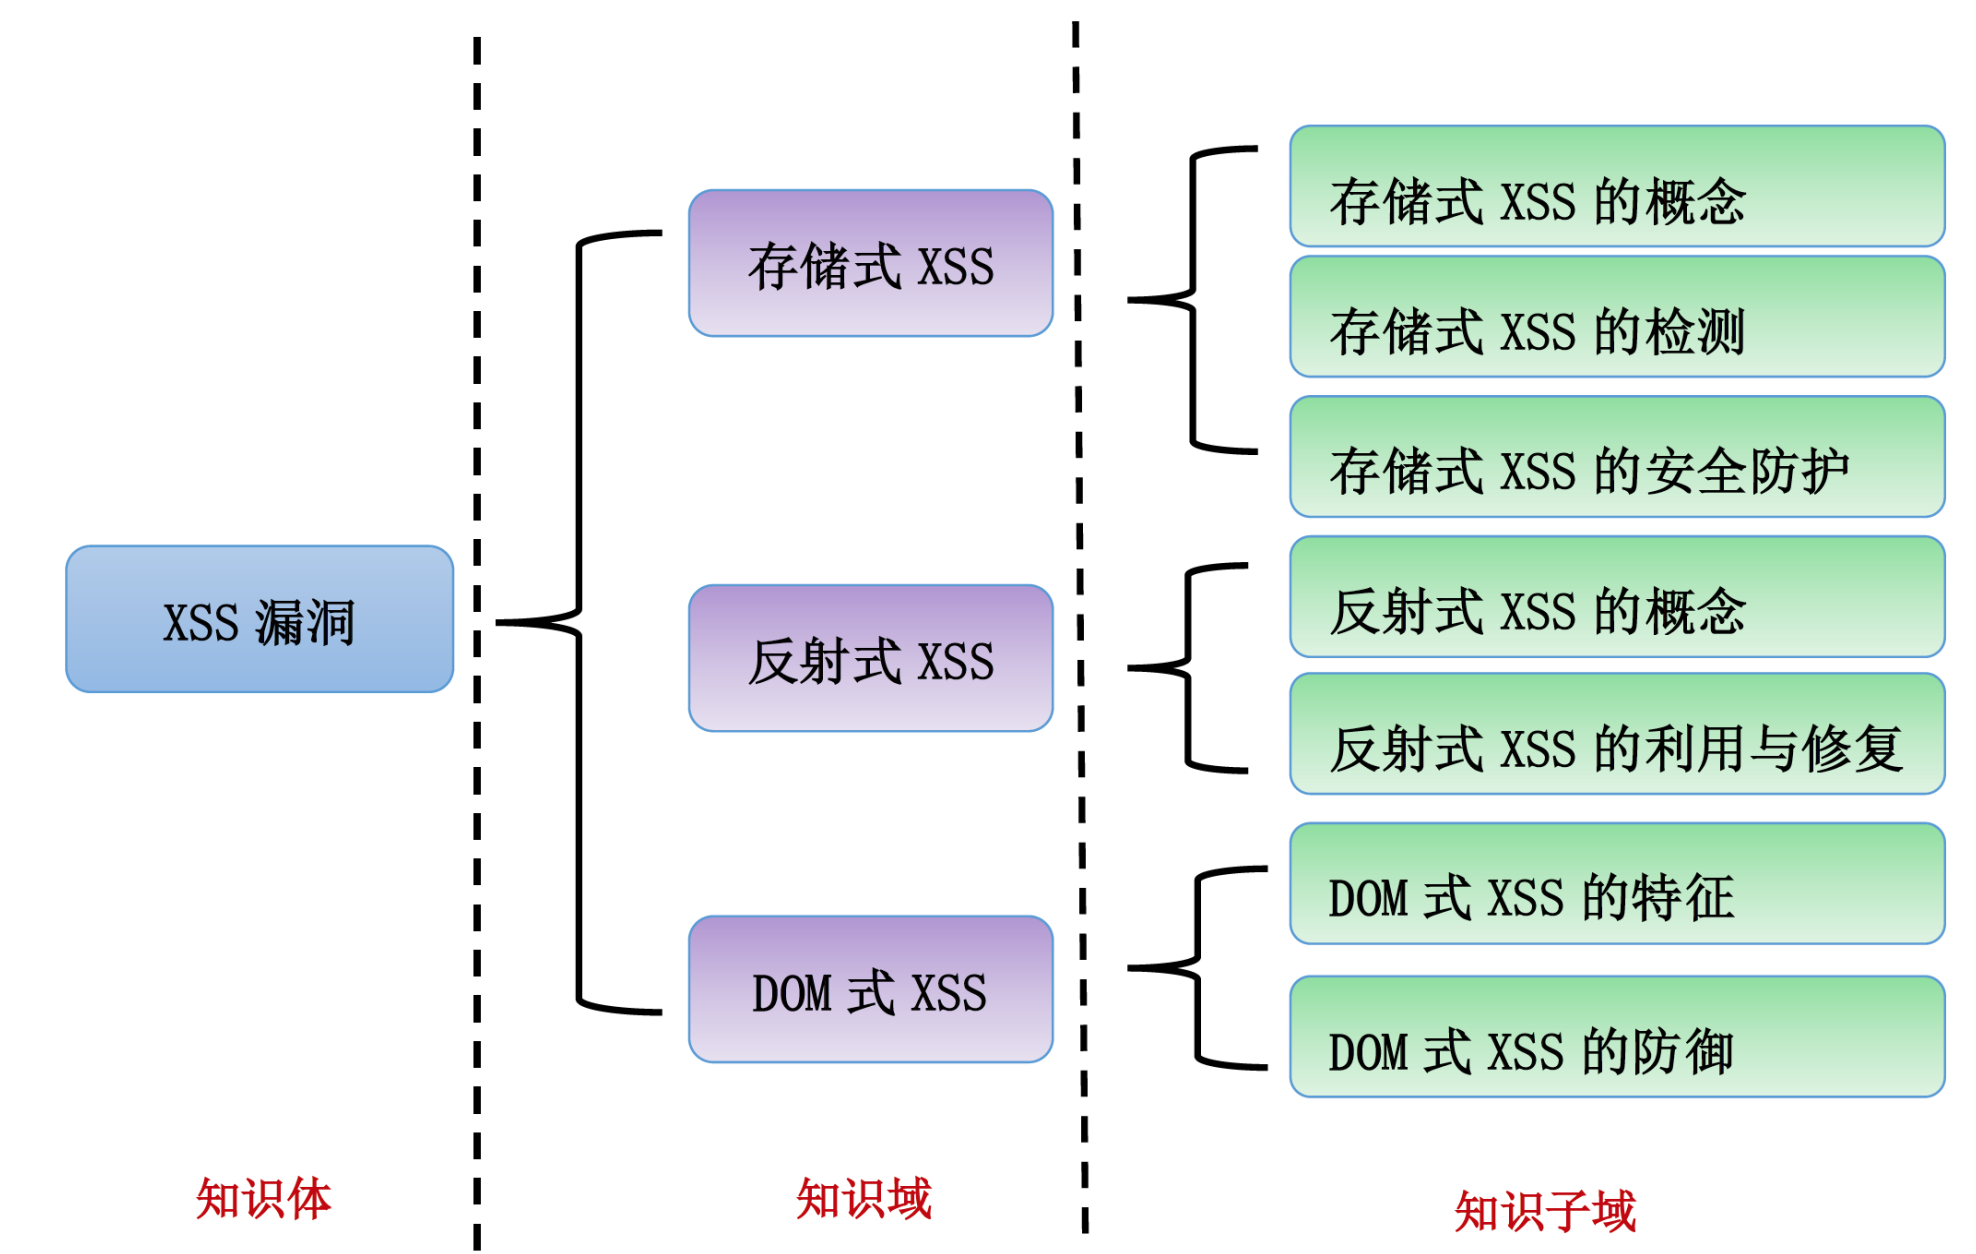 XSS 漏洞
存储式 XSS
反射式 XSS
DOM 式 XSS
存储式 XSS 的概念
存储式 XSS 的检测
存储式 XSS 的安全防护
反射式 XSS 的概念
反射式 XSS 的利用与修复
DOM 式 XSS 的特征
DOM 式 XSS 的防御
知识体
知识域
知识子域